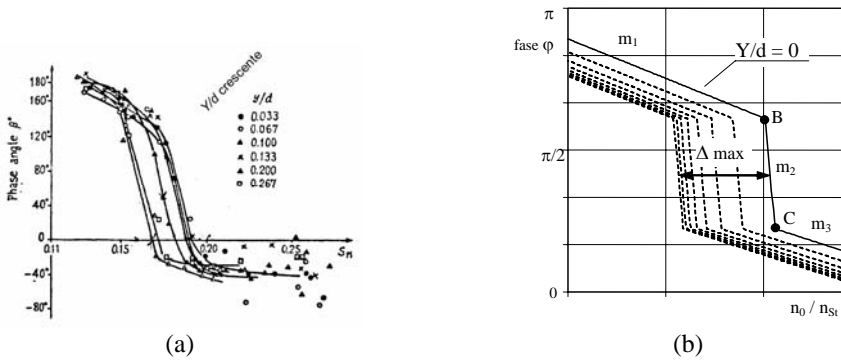 Y/d crescente
Phase angle β°
180°
160°
120°
80°
40°
0
-40°
-80°
0.11
0.15
0.20
0.25
Sn
y/d
0.033
0.067
0.100
0.133
0.200
0.267
(a)
π
fase φ
π/2
0
m1
Y/d = 0
B
Δ max
m2
C
m3
n0 / nSt
(b)